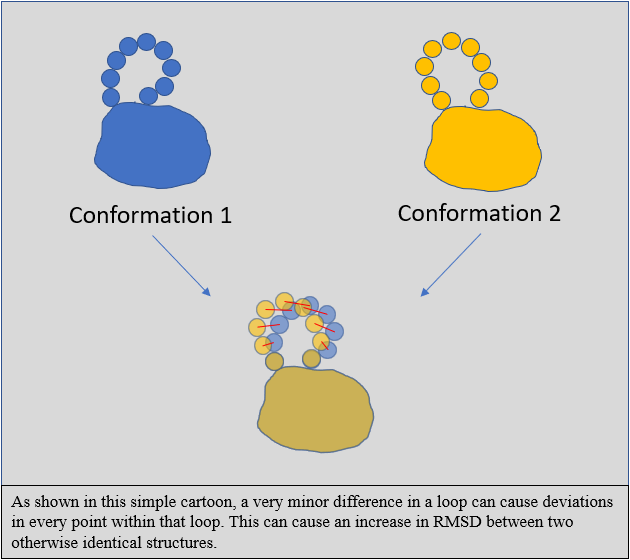 Conformation 1
Conformation 2
As shown in this simple cartoon, a very minor difference in a loop can cause deviations
in every point within that loop. This can cause an increase in RMSD between two
otherwise identical structures.